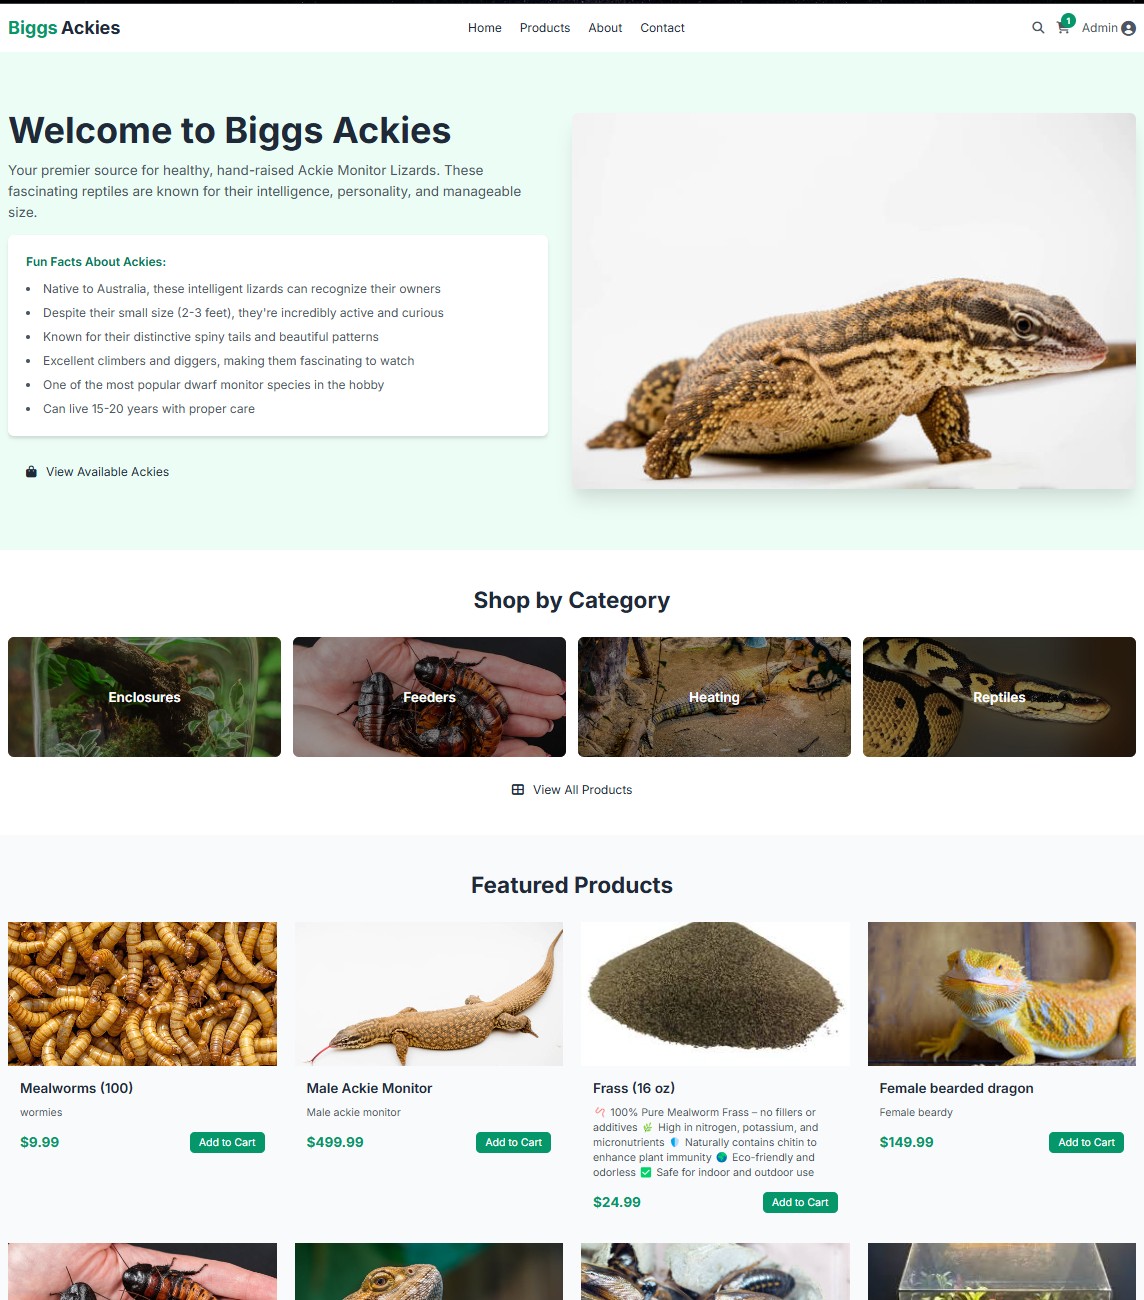 Biggs Ackies
Home Products About Contact
1
Admin
Welcome to Biggs Ackies
Your premier source for healthy, hand-raised Ackie Monitor Lizards. These
fascinating reptiles are known for their intelligence, personality, and manageable
size.
Fun Facts About Ackies:
• Native to Australia, these intelligent lizards can recognize their owners
• Despite their small size (2-3 feet), they're incredibly active and curious
• Known for their distinctive spiny tails and beautiful patterns
• Excellent climbers and diggers, making them fascinating to watch
• One of the most popular dwarf monitor species in the hobby
• Can live 15-20 years with proper care
View Available Ackies
Shop by Category
Enclosures
Feeders
Heating
Reptiles
View All Products
Featured Products
Mealworms (100)
wormies
$9.99
Add to Cart
Male Ackie Monitor
Male ackie monitor
$499.99
Add to Cart
Frass (16 oz)
🪱 100% Pure Mealworm Frass – no fillers or
additives 🌿 High in nitrogen, potassium, and
micronutrients 🛡️ Naturally contains chitin to
enhance plant immunity 🌍 Eco-friendly and
odorless ✅ Safe for indoor and outdoor use
$24.99
Add to Cart
Female bearded dragon
Female beardy
$149.99
Add to Cart